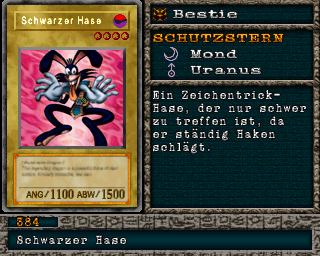 Schwarzer Hase
ANG/1100 ABW/1500
Bestie
SCHUTZSTERN
Mond
Uranus
Ein Zeichentrick-
Hase, der nur schwer
zu treffen ist, da
er ständig Haken
schlägt.
384
Schwarzer Hase